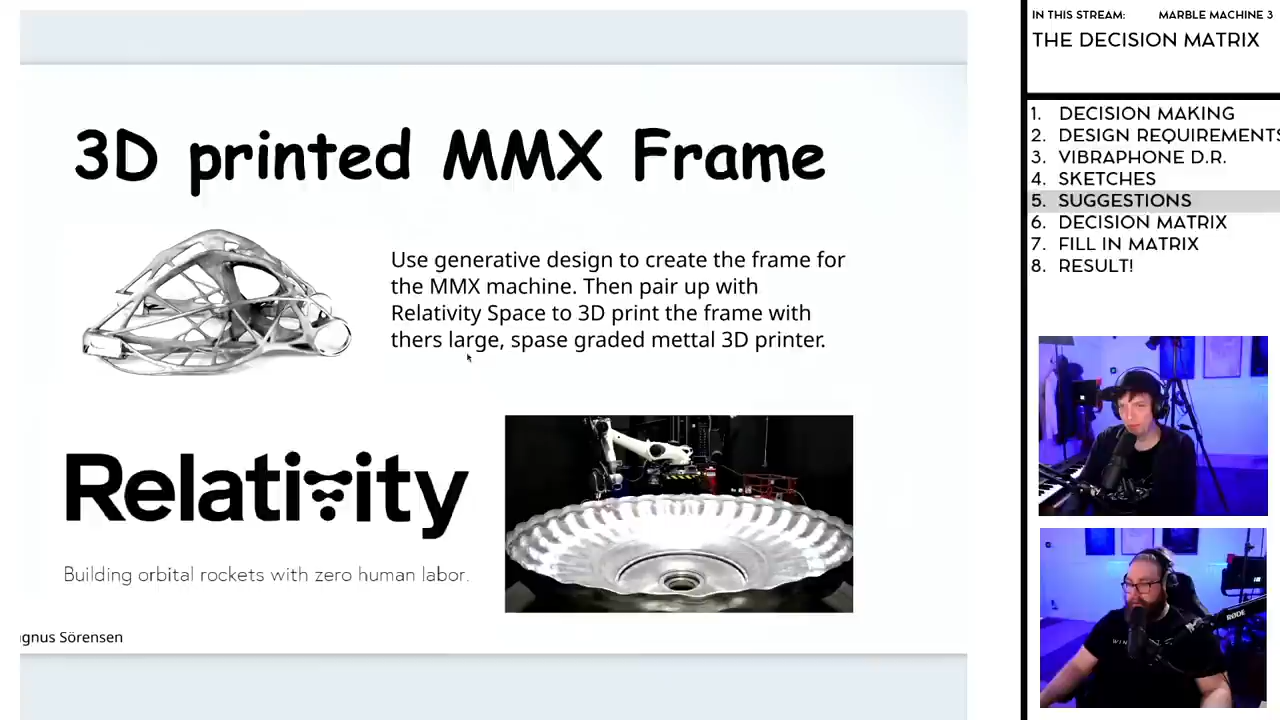 3D printed MMX Frame
Use generative design to create the frame for
the MMX machine. Then pair up with
Relativity Space to 3D print the frame with
thers large, spase graded mettal 3D printer.
Relativity
Building orbital rockets with zero human labor.
Sörensen
IN THIS STREAM: MARBLE MACHINE 3
THE DECISION MATRIX
1. DECISION MAKING
2. DESIGN REQUIREMENTS
3. VIBRAPHONE D.R.
4. SKETCHES
5. SUGGESTIONS
6. DECISION MATRIX
7. FILL IN MATRIX
8. RESULT!
RØDE